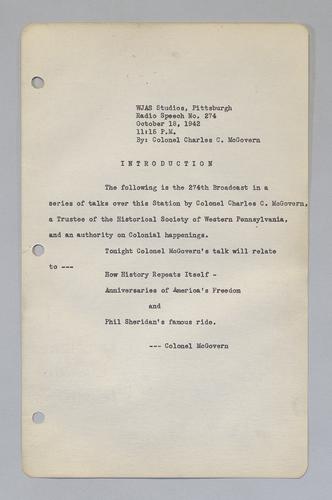 WJAS Studios, Pittsburgh
Radio Speech No. 274
October 18, 1942
11:15 P.M.
By: Colonel Charles C. McGovern
INTRODUCTION
The following is the 274th Broadcast in a
series of talks over this Station by Colonel Charles C. McGovern,
a Trustee of the Historical Society of Western Pennsylvania,
and an authority on Colonial happenings.
Tonight Colonel McGovern's talk will relate
to ---
How History Repeats Itself -
Anniversaries of America's Freedom
and
Phil Sheridan's famous ride.
--- Colonel McGovern